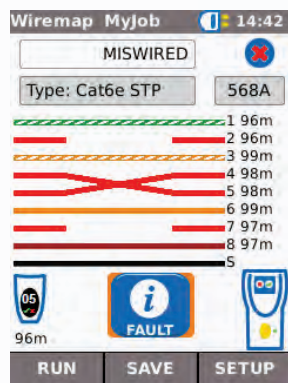 Wiremap MyJob 14:42
MISWIRED
Type: Cat6e STP 568A
1 96m
2 96m
3 99m
4 98m
5 98m
6 99m
7 97m
8 97m
S
05
i
FAULT
96m
RUN SAVE SETUP